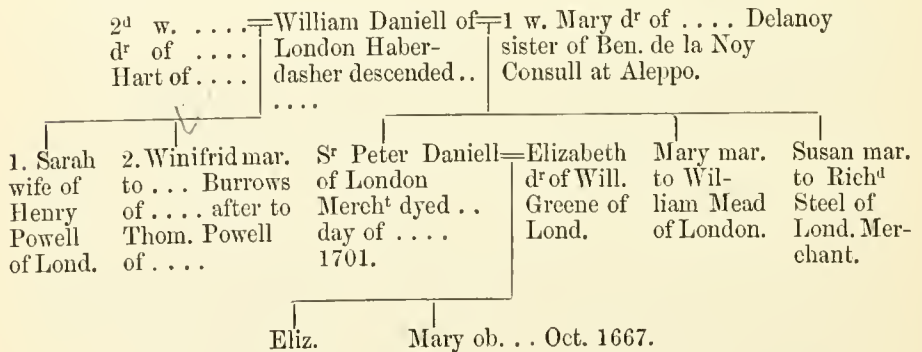 2ᵈ w. . . . .
dʳ of . . . .
Hart of . . . .
William Daniell of
London Haber-
dasher descended . .
. . . .
1 w. Mary dʳ of . . . . Delanoy
sister of Ben. de la Noy
Consull at Aleppo.
1. Sarah
wife of
Henry
Powell
of Lond.
2. Winifrid mar.
to . . . Burrows
of . . . . after to
Thom. Powell
of . . . .
Sʳ Peter Daniell
of London
Merchᵗ dyed . .
day of . . . .
1701.
Elizabeth
dʳ of Will.
Greene of
Lond.
Mary mar.
to Wil-
liam Mead
of London.
Susan mar.
to Richᵈ
Steel of
Lond. Mer-
chant.
Eliz.
Mary ob. . . Oct. 1667.